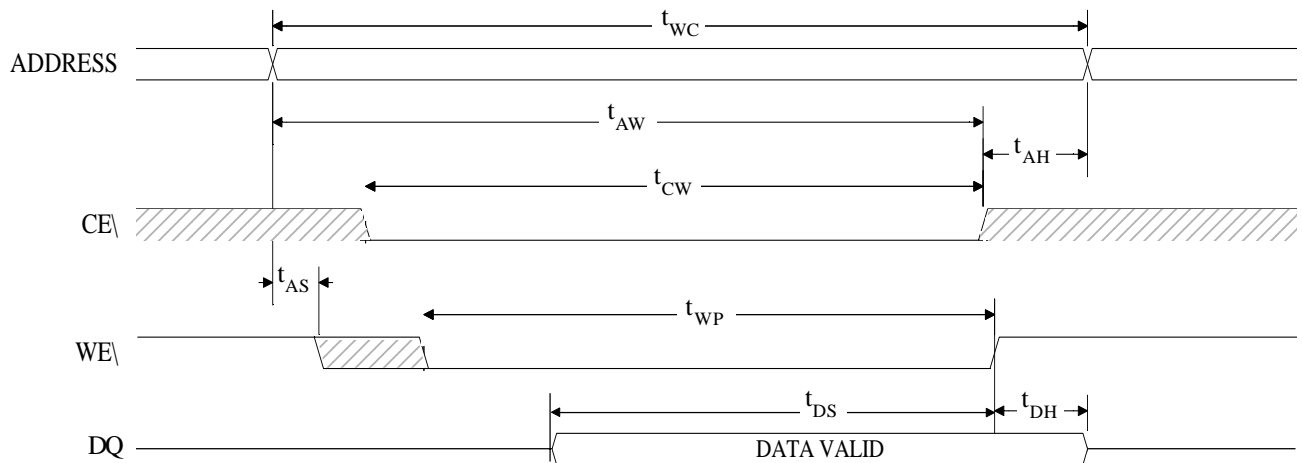 tWC
ADDRESS
tAW
tAH
tCW
CE\
tAS
tWP
WE\
tDS
tDH
DQ
DATA VALID